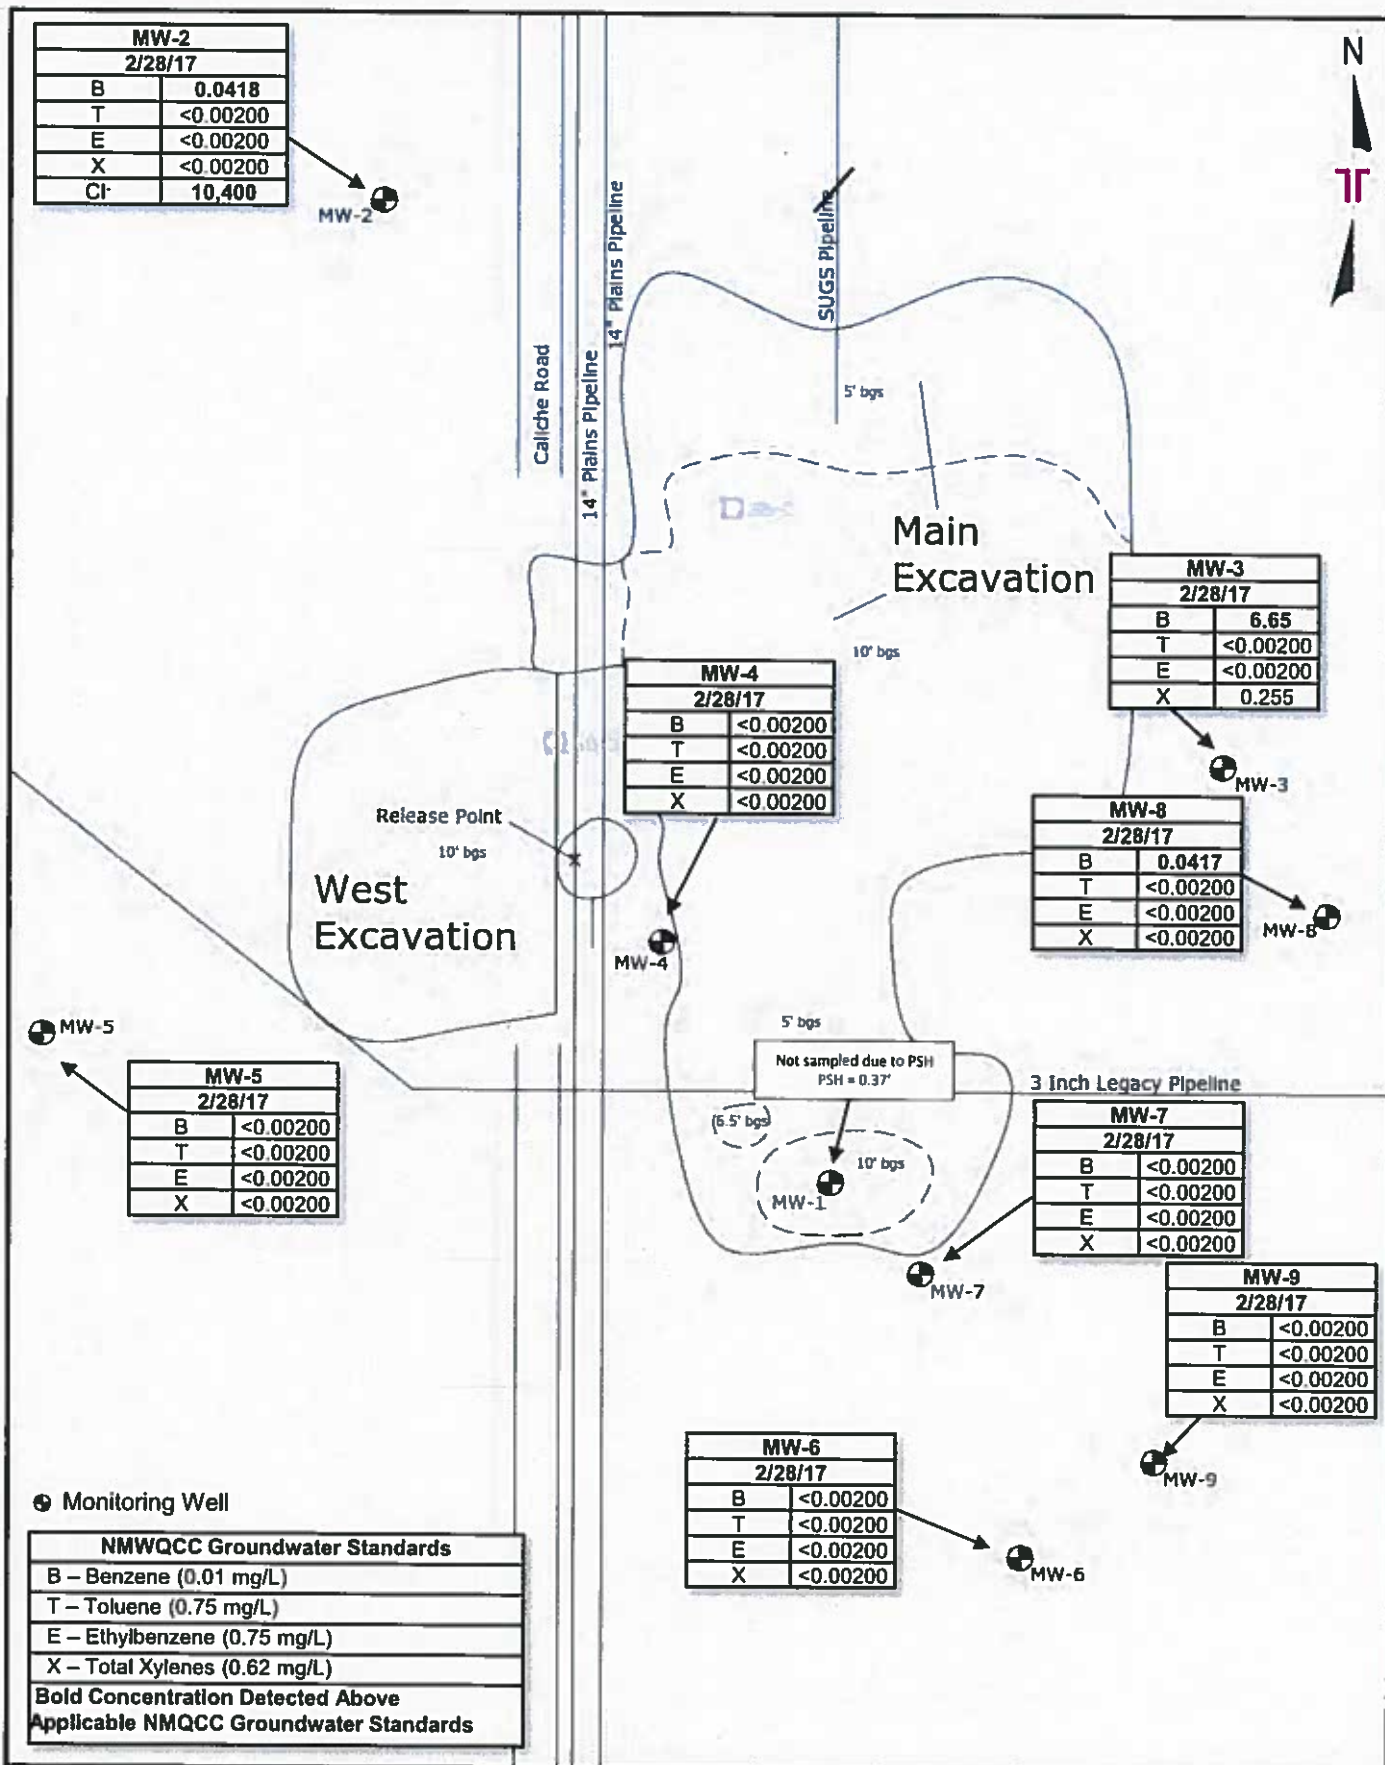 MW-2
2/28/17
B 0.0418
T <0.00200
E <0.00200
X <0.00200
Cl- 10,400
MW-2
N
14" Plains Pipeline
SUGS Pipeline
Caliche Road
14" Plains Pipeline
5' bgs
Main
Excavation
10' bgs
MW-3
2/28/17
B 6.65
T <0.00200
E <0.00200
X 0.255
MW-3
MW-4
2/28/17
B <0.00200
T <0.00200
E <0.00200
X <0.00200
MW-4
Release Point
10' bgs
West
Excavation
MW-8
2/28/17
B 0.0417
T <0.00200
E <0.00200
X <0.00200
MW-8
MW-5
MW-5
2/28/17
B <0.00200
T <0.00200
E <0.00200
X <0.00200
5' bgs
Not sampled due to PSH
PSH = 0.37'
3 Inch Legacy Pipeline
(6.5' bgs)
10' bgs
MW-1
MW-7
2/28/17
B <0.00200
T <0.00200
E <0.00200
X <0.00200
MW-7
MW-9
2/28/17
B <0.00200
T <0.00200
E <0.00200
X <0.00200
MW-9
MW-6
2/28/17
B <0.00200
T <0.00200
E <0.00200
X <0.00200
MW-6
Monitoring Well
NMWQCC Groundwater Standards
B – Benzene (0.01 mg/L)
T – Toluene (0.75 mg/L)
E – Ethylbenzene (0.75 mg/L)
X – Total Xylenes (0.62 mg/L)
Bold Concentration Detected Above
Applicable NMQCC Groundwater Standards